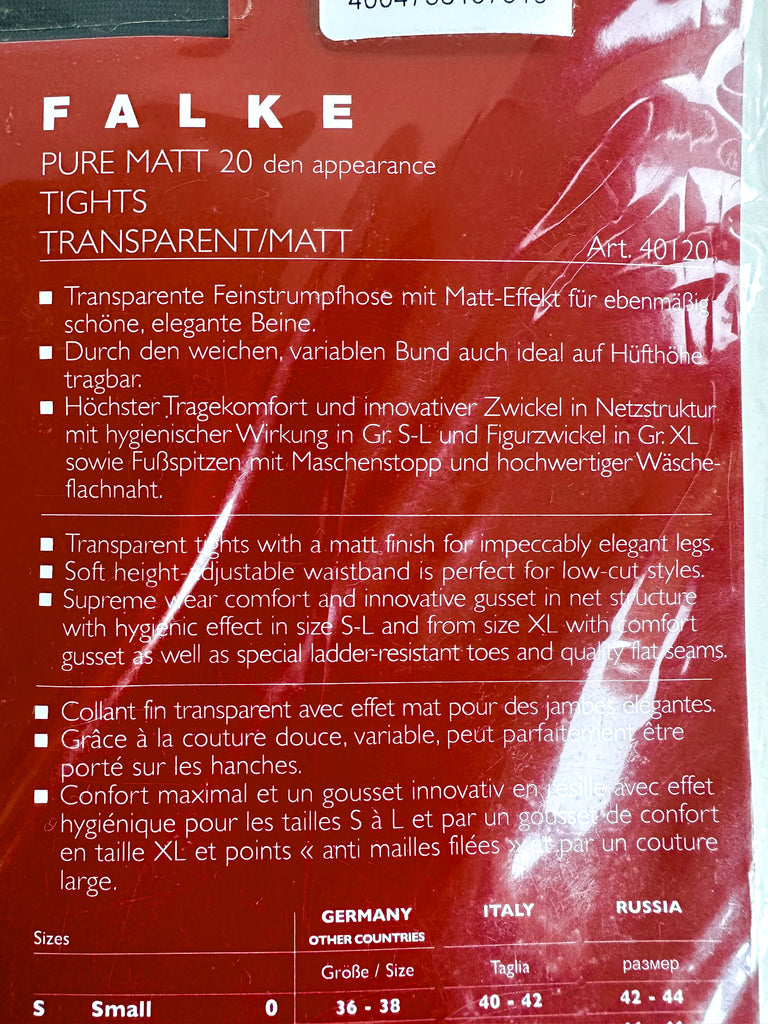 FALKE
PURE MATT 20 den appearance
TIGHTS
TRANSPARENT/MATT Art. 40120
Transparente Feinstrumpfhose mit Matt-Effekt für ebenmäßig
schöne, elegante Beine.
Durch den weichen, variablen Bund auch ideal auf Hüfthöhe
tragbar.
Höchster Tragekomfort und innovativer Zwickel in Netzstruktur
mit hygienischer Wirkung in Gr. S-L und Figurzwickel in Gr. XL
sowie Fußspitzen mit Maschenstopp und hochwertiger Wäsche-
flachnaht.
Transparent tights with a matt finish for impeccably elegant legs.
Soft height-adjustable waistband is perfect for low-cut styles.
Supreme wear comfort and innovative gusset in net structure
with hygienic effect in size S-L and from size XL with comfort
gusset as well as special ladder-resistant toes and quality flat seams.
Collant fin transparent avec effet mat pour des jambes élégantes.
Grâce à la couture douce, variable, peut parfaitement être
porté sur les hanches.
Confort maximal et un gousset innovativ en résille avec effet
hygiénique pour les tailles S à L et par un gousset de confort
en taille XL et points « anti mailles filées » et par un couture
large.
Sizes GERMANY ITALY RUSSIA
OTHER COUNTRIES
Größe / Size Taglia размер
S Small 0 36 - 38 40 - 42 42 - 44